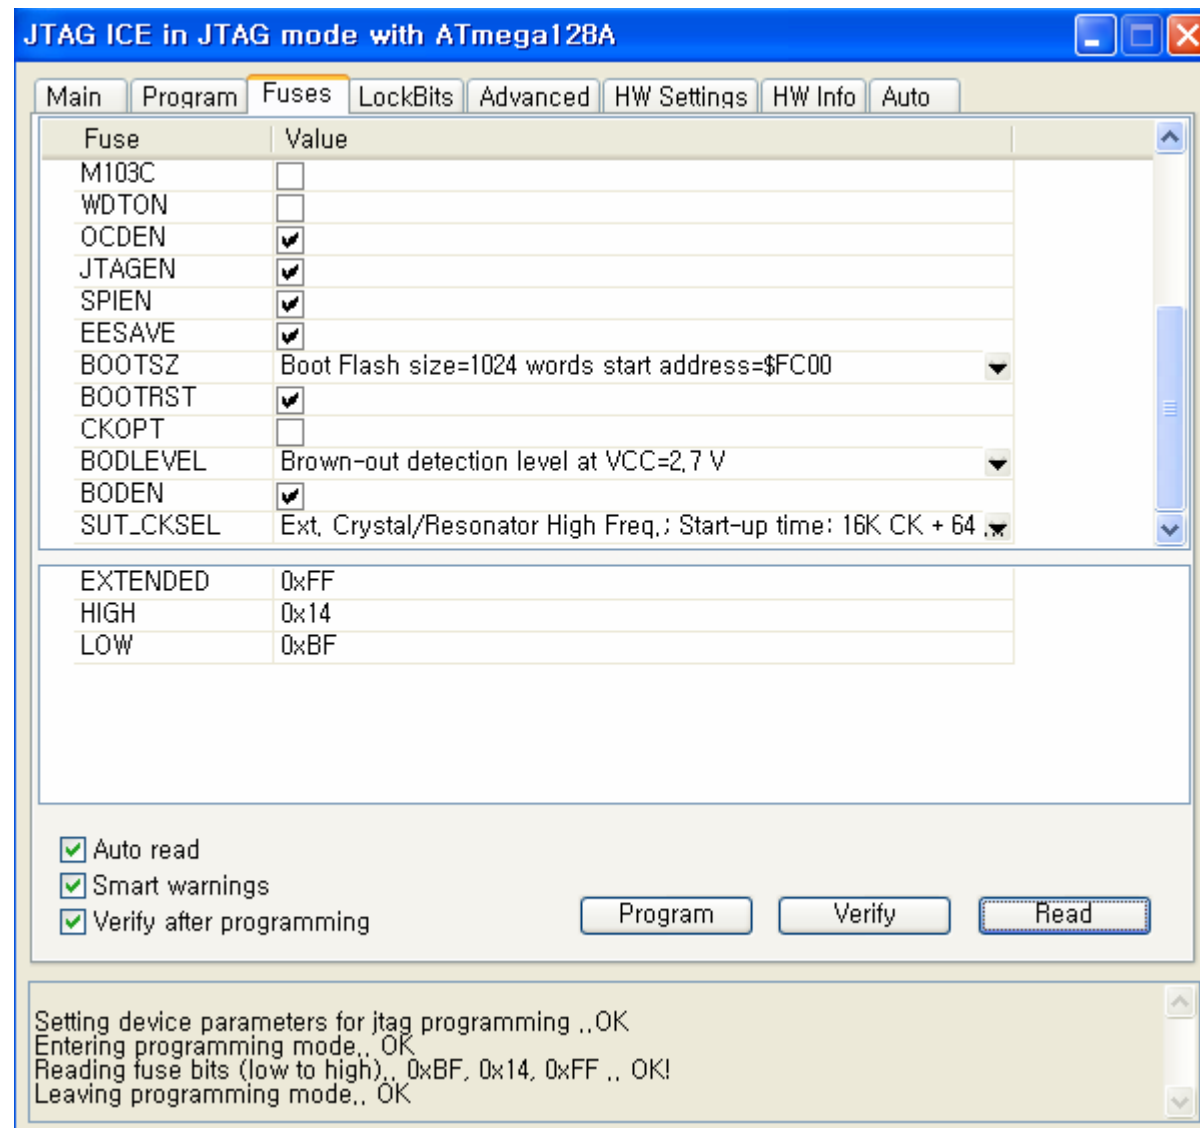 JTAG ICE in JTAG mode with ATmega128A
Main Program Fuses LockBits Advanced HW Settings HW Info Auto
Fuse Value
M103C
WDTON
OCDEN
JTAGEN
SPIEN
EESAVE
BOOTSZ Boot Flash size=1024 words start address=$FC00
BOOTRST
CKOPT
BODLEVEL Brown-out detection level at VCC=2,7 V
BODEN
SUT_CKSEL Ext, Crystal/Resonator High Freq,; Start-up time: 16K CK + 64
EXTENDED 0xFF
HIGH 0x14
LOW 0xBF
Auto read
Smart warnings
Verify after programming
Program Verify Read
Setting device parameters for jtag programming ,,OK
Entering programming mode,, OK
Reading fuse bits (low to high),, 0xBF, 0x14, 0xFF ,, OK!
Leaving programming mode,, OK